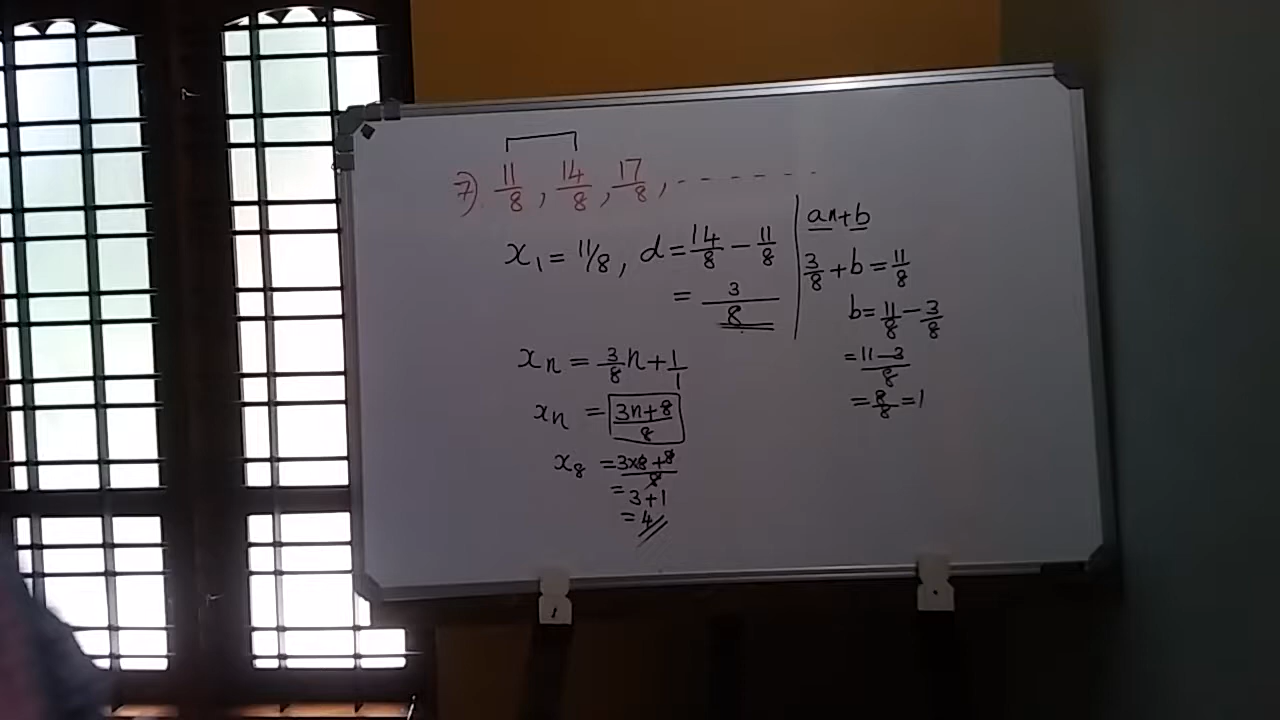 7) 11/8, 14/8, 17/8, - - - - - - -
x₁ = 11/8, d = 14/8 − 11/8
= 3/8
xₙ = 3/8 n + 1/1
xₙ = (3n+8)/8
x₈ = (3×8+8)/8
= 3+1
= 4
an+b
3/8 + b = 11/8
b = 11/8 − 3/8
= (11−3)/8
= 8/8 = 1